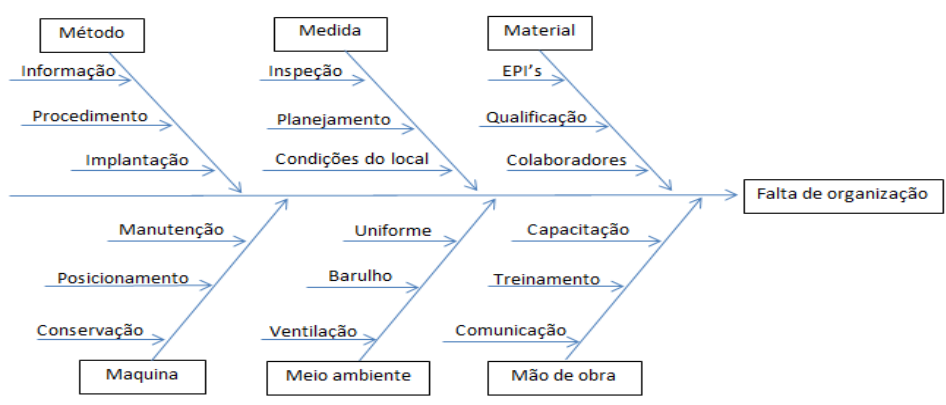 Método
Medida
Material
Informação
Inspeção
EPI's
Procedimento
Planejamento
Qualificação
Implantação
Condições do local
Colaboradores
Falta de organização
Manutenção
Uniforme
Capacitação
Posicionamento
Barulho
Treinamento
Conservação
Ventilação
Comunicação
Maquina
Meio ambiente
Mão de obra